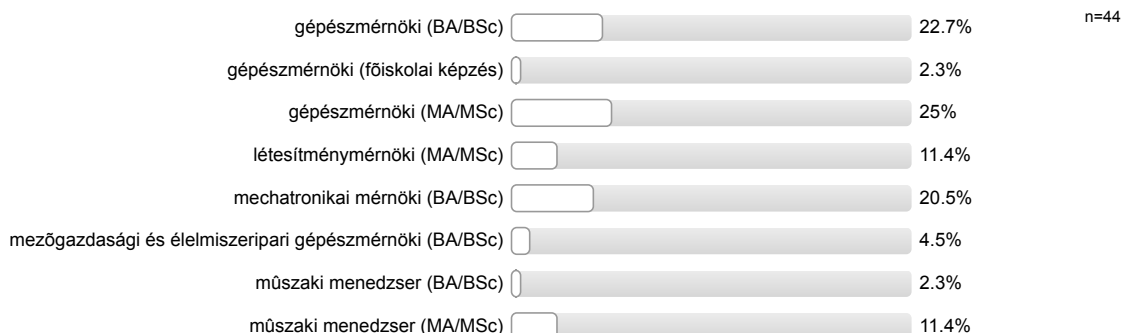 gépészmérnöki (BA/BSc) 22.7% n=44
gépészmérnöki (fõiskolai képzés) 2.3%
gépészmérnöki (MA/MSc) 25%
létesítménymérnöki (MA/MSc) 11.4%
mechatronikai mérnöki (BA/BSc) 20.5%
mezõgazdasági és élelmiszeripari gépészmérnöki (BA/BSc) 4.5%
mûszaki menedzser (BA/BSc) 2.3%
mûszaki menedzser (MA/MSc) 11.4%